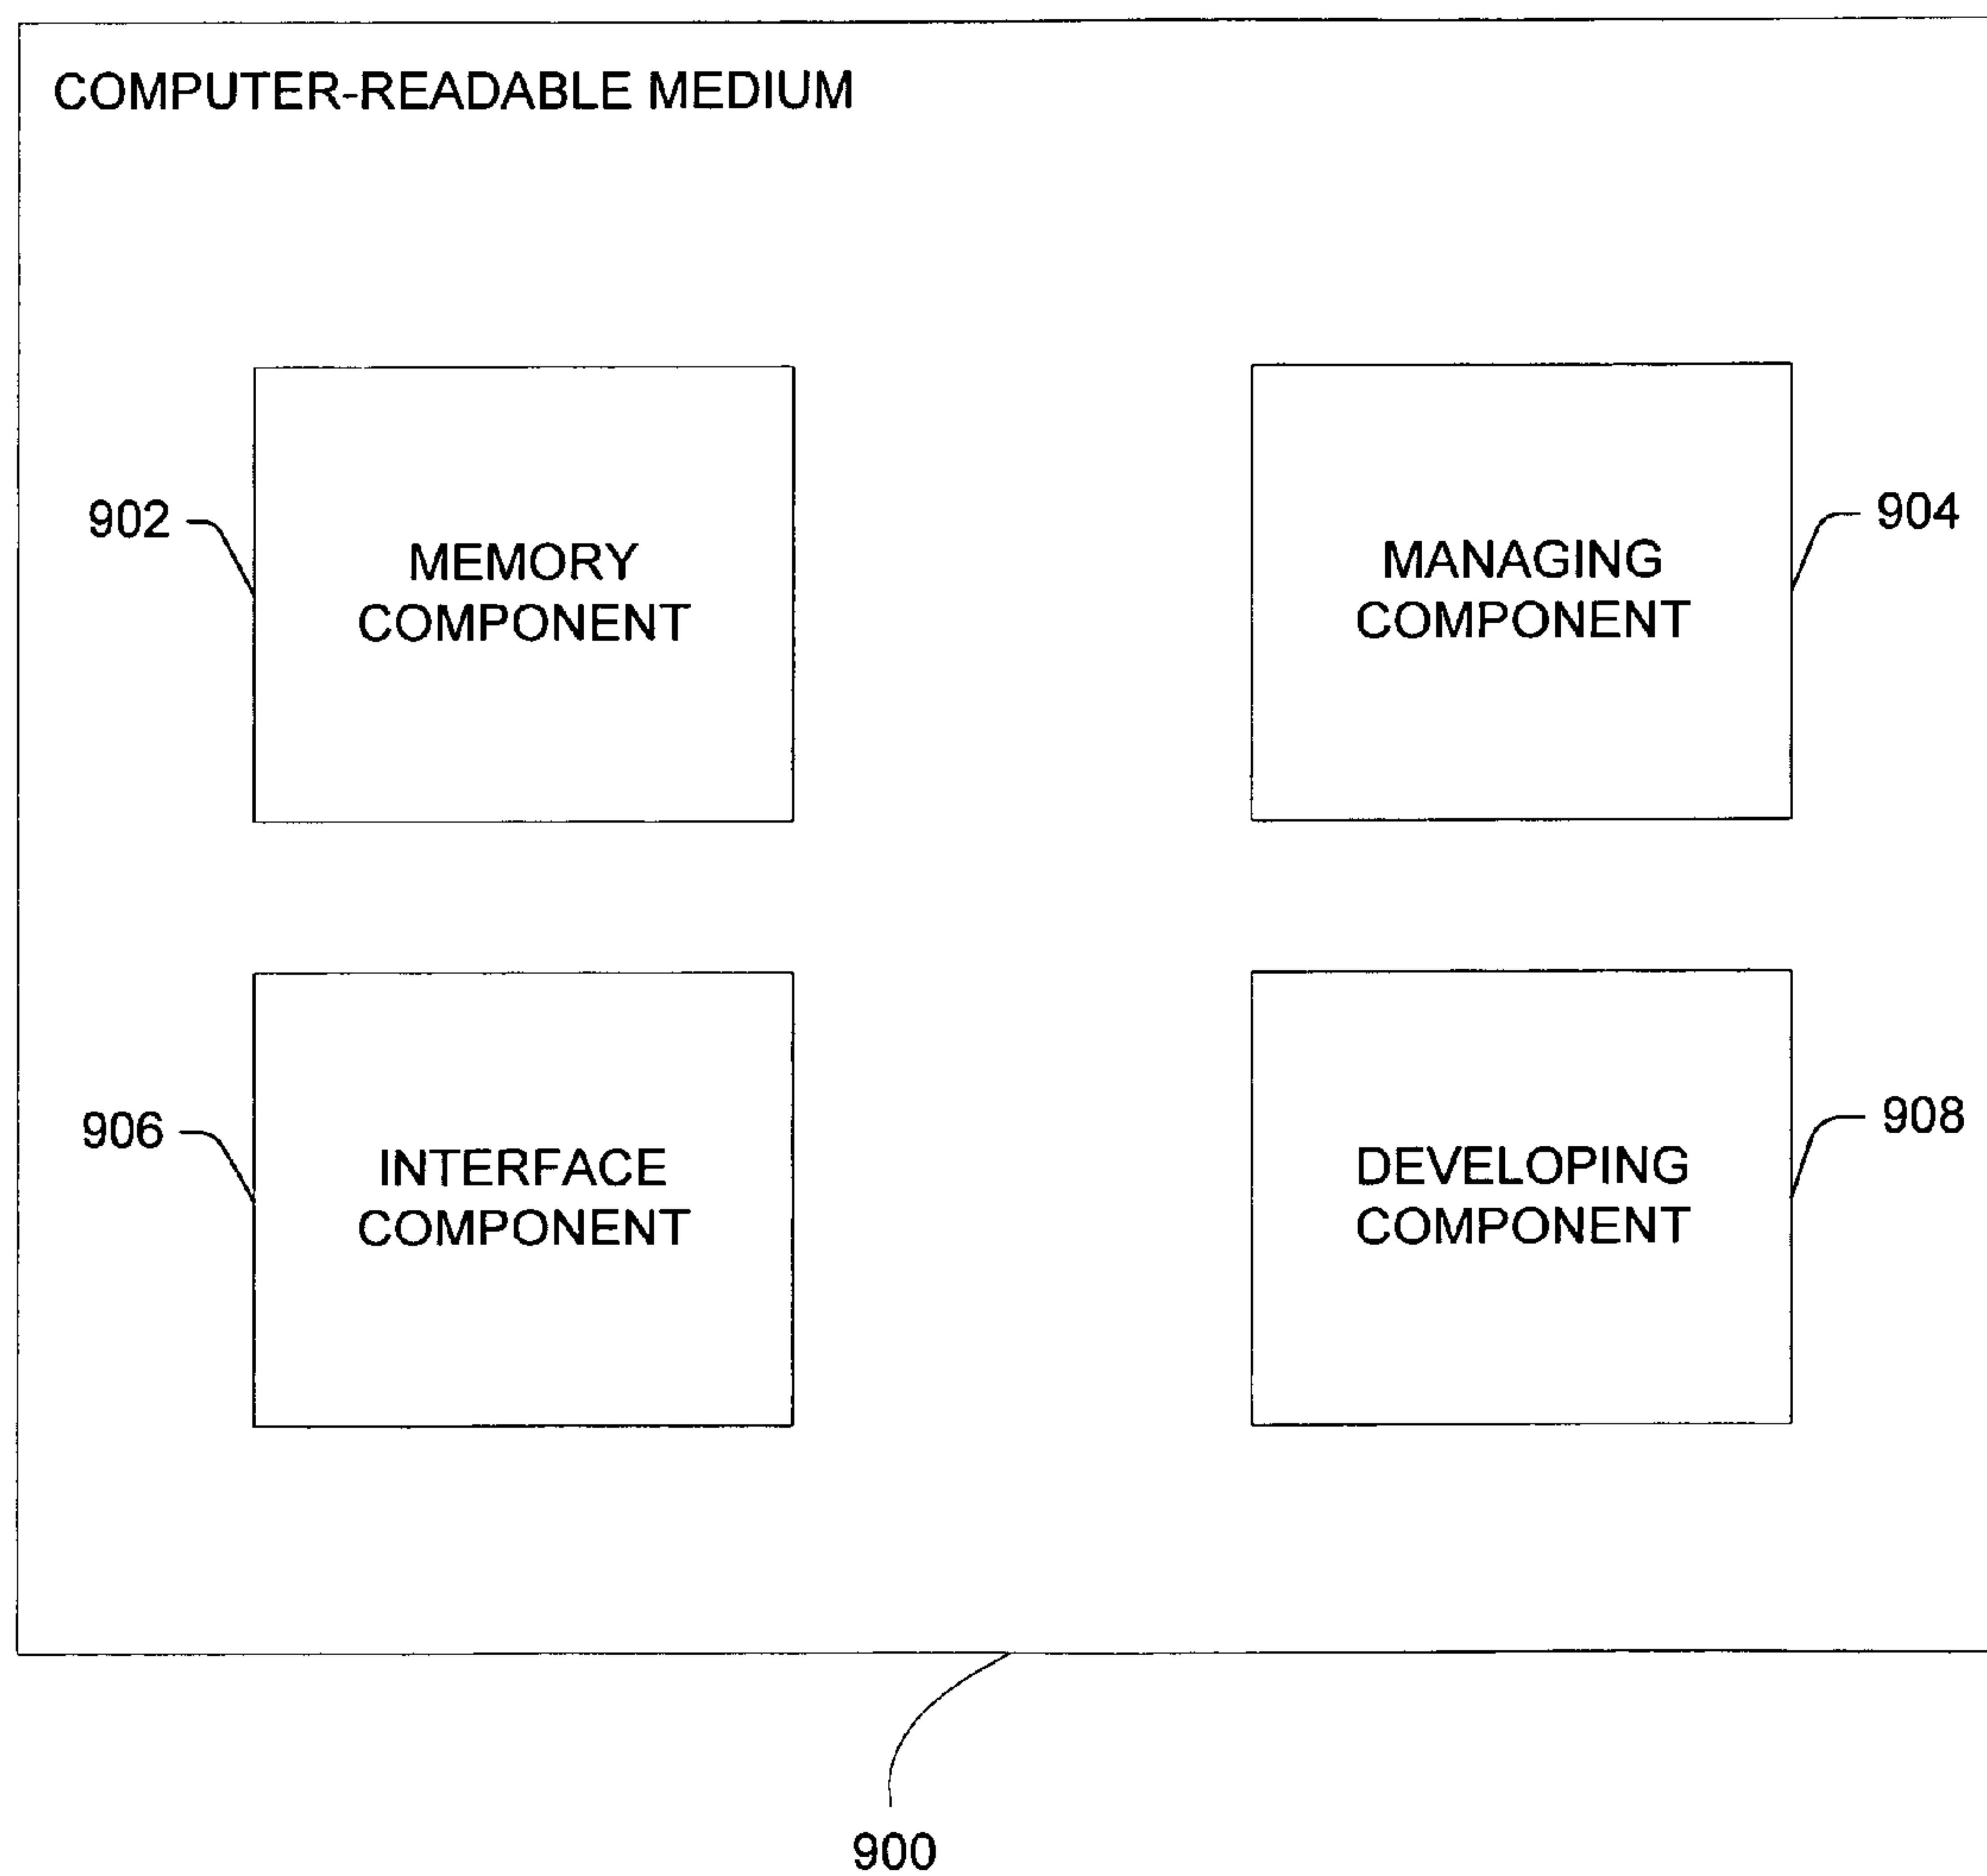 COMPUTER-READABLE MEDIUM
902
MEMORY
COMPONENT
904
MANAGING
COMPONENT
906
INTERFACE
COMPONENT
908
DEVELOPING
COMPONENT
900